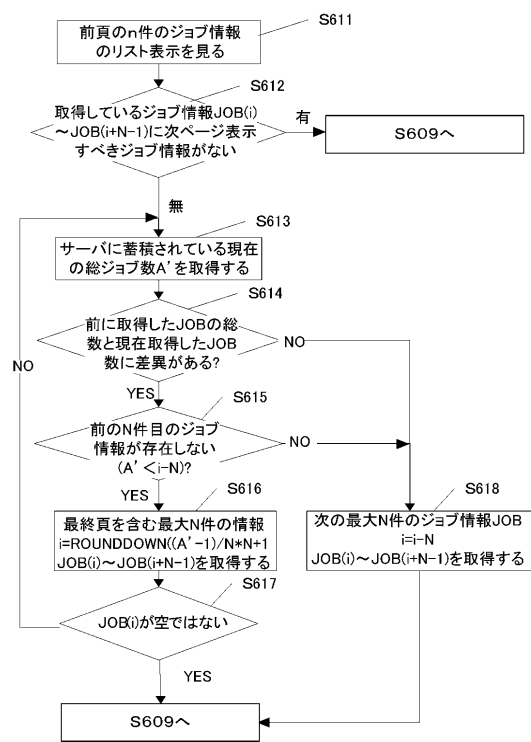 S611
前頁のn件のジョブ情報
のリスト表示を見る
S612
取得しているジョブ情報JOB(i)
～JOB(i+N-1)に次ページ表示
すべきジョブ情報がない
有
S609へ
無
S613
サーバに蓄積されている現在
の総ジョブ数A'を取得する
S614
前に取得したJOBの総
数と現在取得したJOB
数に差異がある?
NO
NO
YES
S615
前のN件目のジョブ
情報が存在しない
(A'<i-N)?
NO
YES
S616
最終頁を含む最大N件の情報
i=ROUNDDOWN((A'-1)/N*N+1
JOB(i)～JOB(i+N-1)を取得する
S618
次の最大N件のジョブ情報JOB
i=i-N
JOB(i)～JOB(i+N-1)を取得する
S617
JOB(i)が空ではない
YES
S609へ